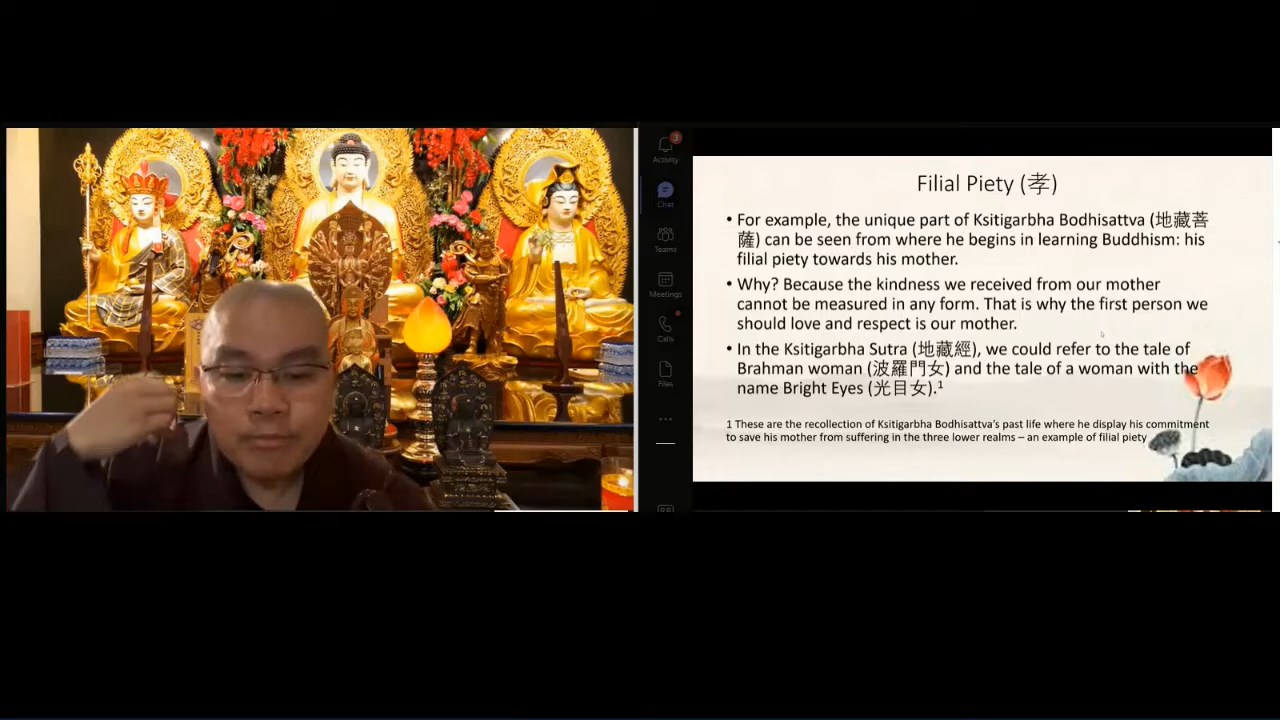 Activity
Chat
Teams
Meetings
Calls
Files
3
Filial Piety (孝)
• For example, the unique part of Ksitigarbha Bodhisattva (地藏菩
薩) can be seen from where he begins in learning Buddhism: his
filial piety towards his mother.
• Why? Because the kindness we received from our mother
cannot be measured in any form. That is why the first person we
should love and respect is our mother.
• In the Ksitigarbha Sutra (地藏經), we could refer to the tale of
Brahman woman (波羅門女) and the tale of a woman with the
name Bright Eyes (光目女).¹
1 These are the recollection of Ksitigarbha Bodhisattva's past life where he display his commitment
to save his mother from suffering in the three lower realms – an example of filial piety